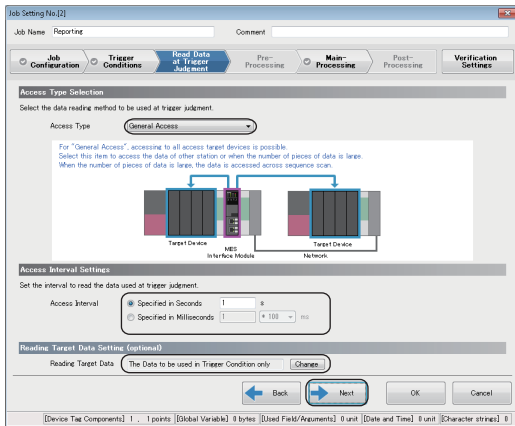 Job Setting No.[2]
Job Name Reporting Comment
Job Configuration
Trigger Conditions
Read Data at Trigger Judgment
Pre-Processing
Main-Processing
Post-Processing
Verification Settings
Access Type Selection
Select the data reading method to be used at trigger judgment.
Access Type General Access
For "General Access", accessing to all access target devices is possible.
Select this item to access the data of other station or when the number of pieces of data is large.
When the number of pieces of data is large, the data is accessed across sequence scan.
Target Device
MES Interface Module
Network
Target Device
Access Interval Settings
Set the interval to read the data used at trigger judgment.
Access Interval Specified in Seconds 1 s
Specified in Milliseconds 1 * 100 ms
Reading Target Data Setting (optional)
Reading Target Data The Data to be used in Trigger Condition only Change
Back Next OK Cancel
[Device Tag Components] 1 , 1 points [Global Variable] 0 bytes [Used Field/Arguments] 0 unit [Date and Time] 0 unit [Character strings] 0